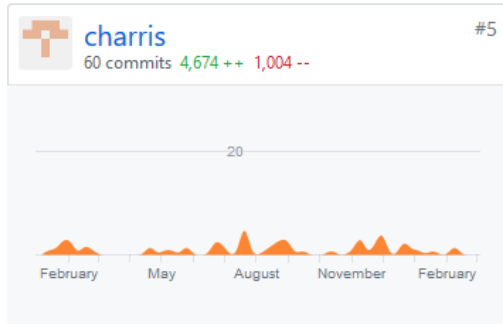 charris #5
60 commits 4,674 ++ 1,004 --
20
February May August November February